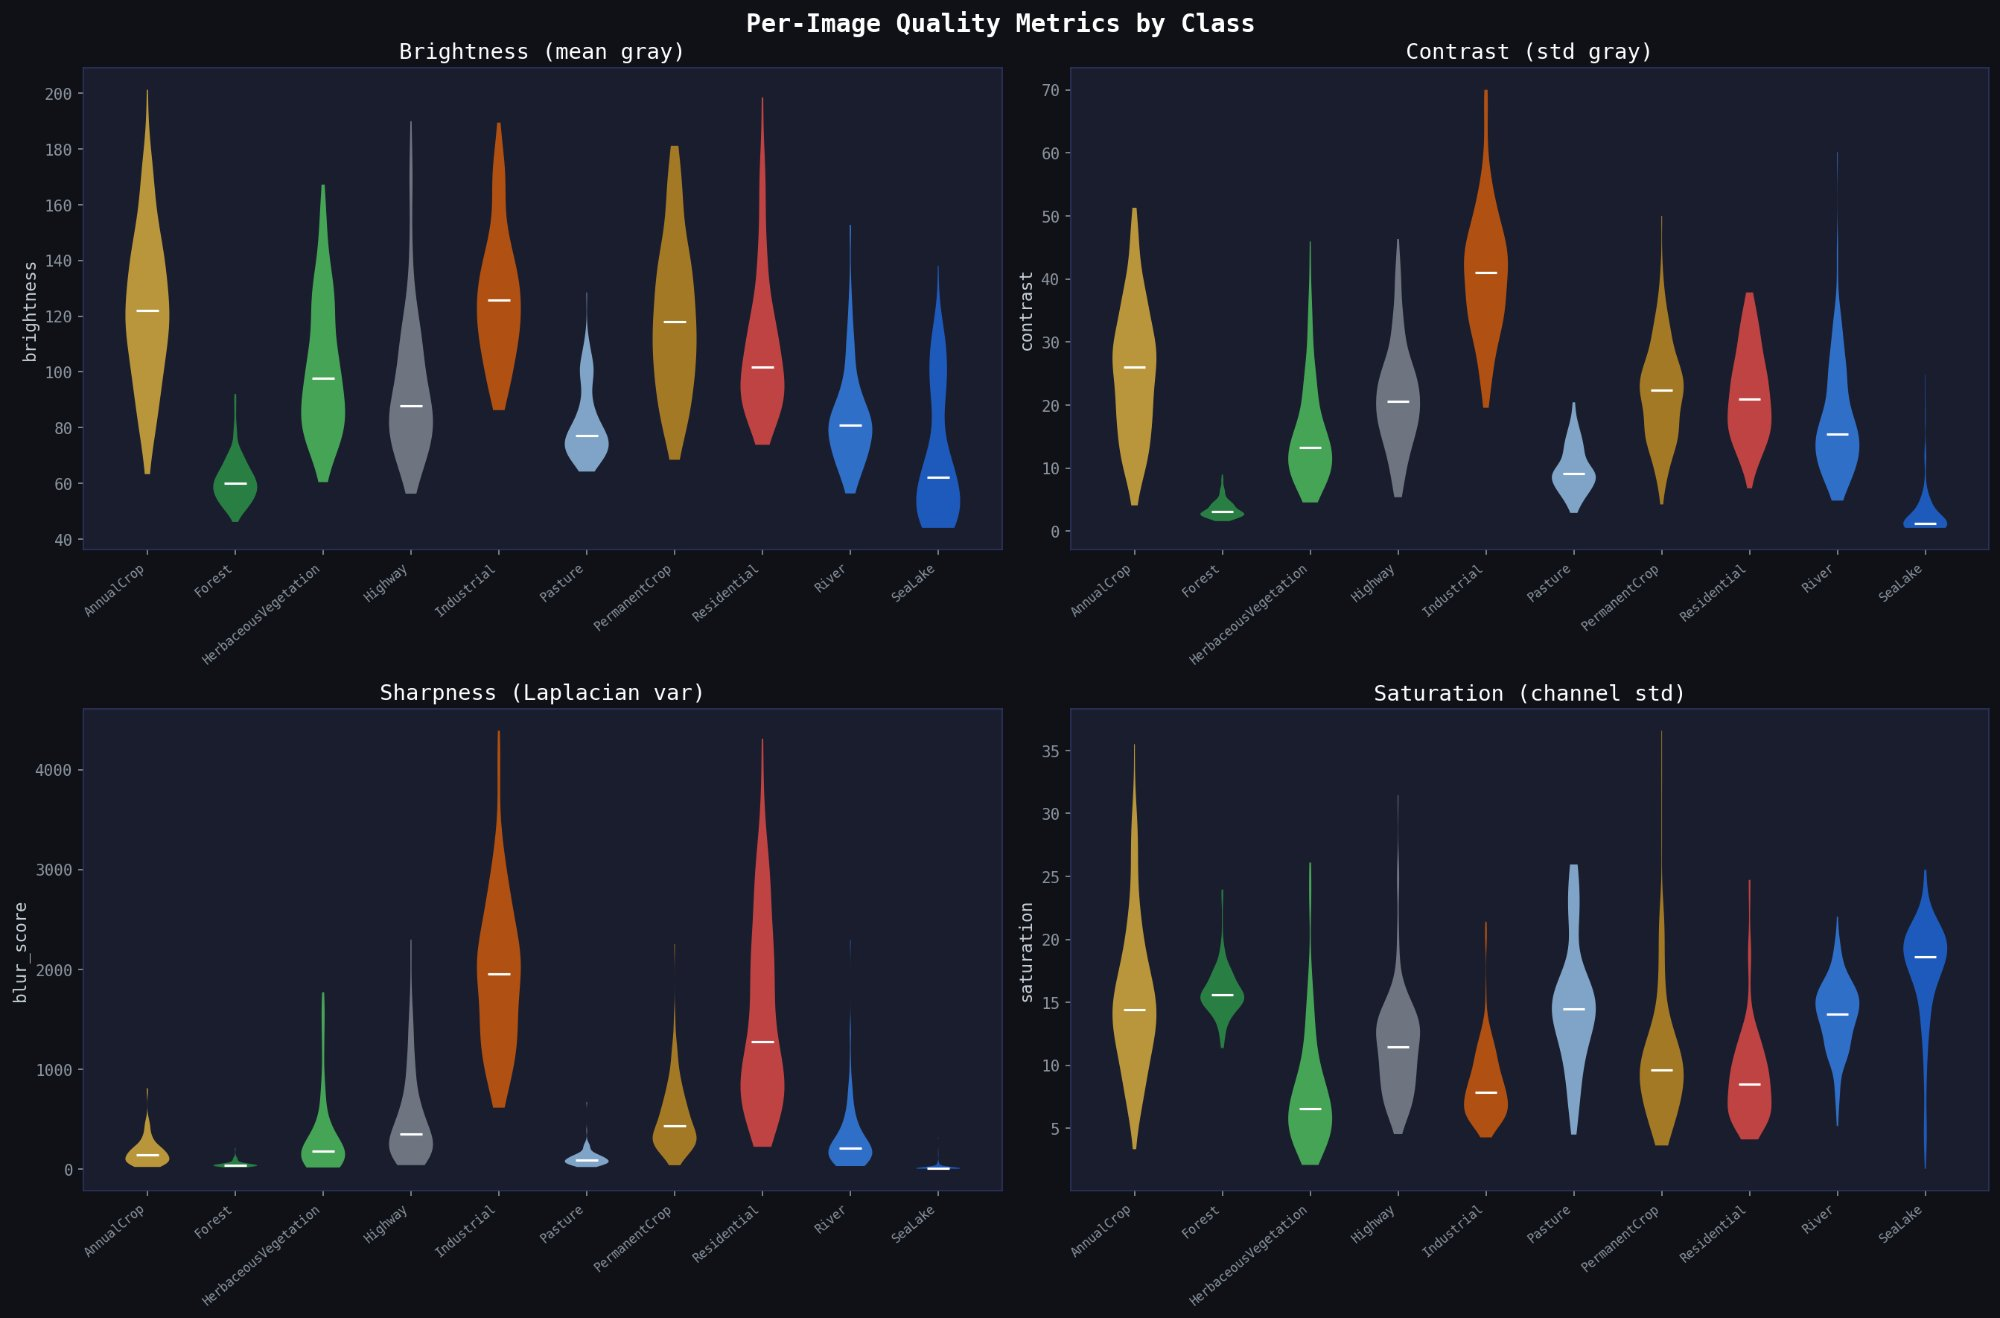 Per-Image Quality Metrics by Class
Brightness (mean gray)
brightness
200
180
160
140
120
100
80
60
40
AnnualCrop
Forest
HerbaceousVegetation
Highway
Industrial
Pasture
PermanentCrop
Residential
River
SeaLake
Contrast (std gray)
contrast
70
60
50
40
30
20
10
0
AnnualCrop
Forest
HerbaceousVegetation
Highway
Industrial
Pasture
PermanentCrop
Residential
River
SeaLake
Sharpness (Laplacian var)
blur_score
4000
3000
2000
1000
0
AnnualCrop
Forest
HerbaceousVegetation
Highway
Industrial
Pasture
PermanentCrop
Residential
River
SeaLake
Saturation (channel std)
saturation
35
30
25
20
15
10
5
AnnualCrop
Forest
HerbaceousVegetation
Highway
Industrial
Pasture
PermanentCrop
Residential
River
SeaLake